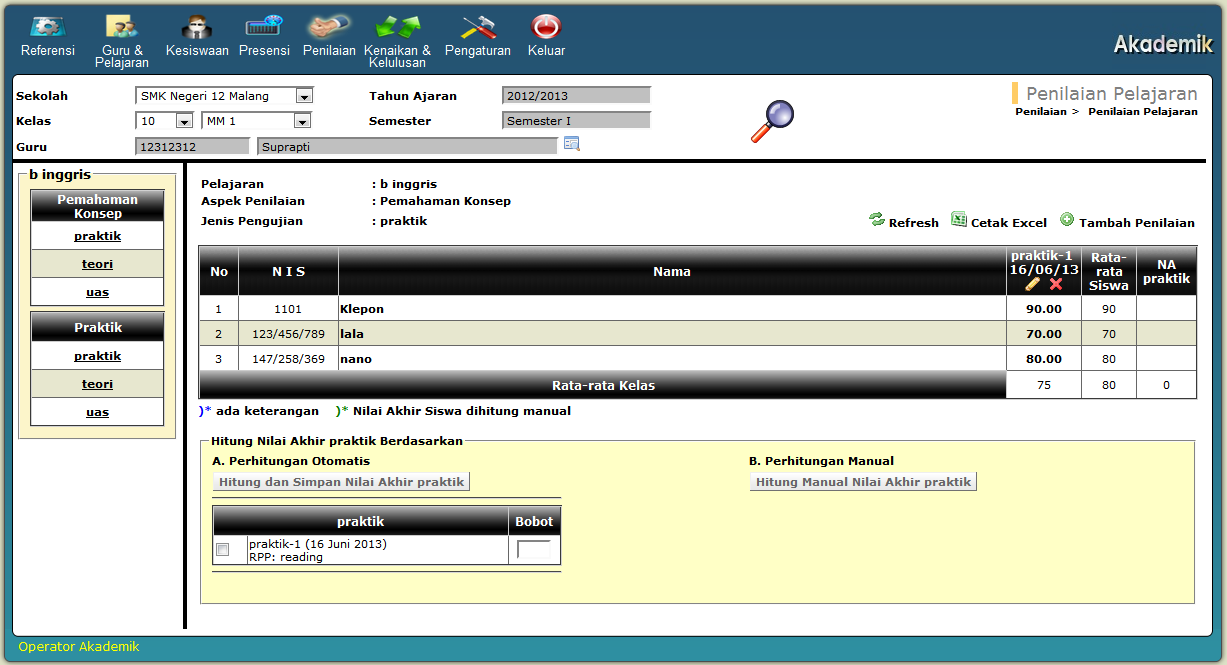 Referensi
Guru &
Pelajaran
Kesiswaan
Presensi
Penilaian
Kenaikan &
Kelulusan
Pengaturan
Keluar
Akademik
Sekolah SMK Negeri 12 Malang Tahun Ajaran 2012/2013
Penilaian Pelajaran
Kelas 10 MM 1 Semester Semester I
Penilaian > Penilaian Pelajaran
Guru 12312312 Suprapti
b inggris
Pemahaman
Konsep
praktik
teori
uas
Praktik
praktik
teori
uas
Pelajaran : b inggris
Aspek Penilaian : Pemahaman Konsep
Jenis Pengujian : praktik
Refresh Cetak Excel Tambah Penilaian
No N I S Nama
praktik-1
16/06/13
Rata-
rata
Siswa
NA
praktik
1 1101 Klepon 90.00 90
2 123/456/789 lala 70.00 70
3 147/258/369 nano 80.00 80
Rata-rata Kelas 75 80 0
)* ada keterangan )* Nilai Akhir Siswa dihitung manual
Hitung Nilai Akhir praktik Berdasarkan
A. Perhitungan Otomatis B. Perhitungan Manual
Hitung dan Simpan Nilai Akhir praktik Hitung Manual Nilai Akhir praktik
praktik Bobot
praktik-1 (16 Juni 2013)
RPP: reading
Operator Akademik